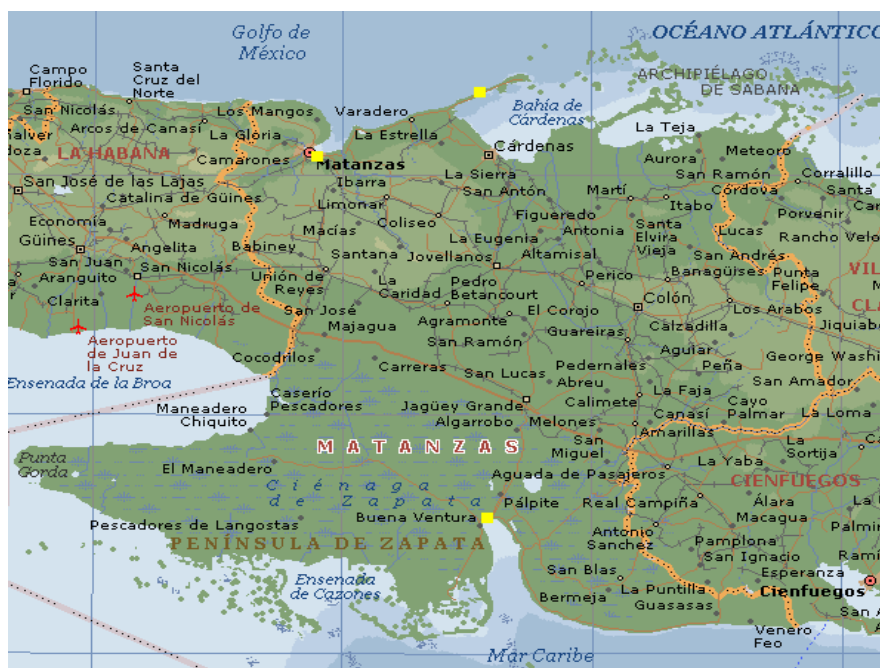 Golfo de
México
OCÉANO ATLÁNTICO
Campo
Florido
Santa
Cruz del
Norte
ARCHIPIÉLAGO
DE SABANA
San Nicolás
Los Mangos
Varadero
Bahía de
Cárdenas
Arcos de Canasí
La Gloria
La Estrella
La Teja
LA HABANA
Camarones
Matanzas
Cárdenas
Aurora
Meteoro
San José de las Lajas
Ibarra
La Sierra
San Antón
Martí
San Ramón
Corralillo
Catalina de Güines
Limonar
Itabo
Córdova
Santa
Economía
Madruga
Macías
Coliseo
Figueredo
Antonia
Santa
Elvira
Vieja
Lucas
Porvenir
Güines
Angelita
Babiney
La Eugenia
Altamisal
Rancho Velo
San Juan
San Nicolás
Santana
Jovellanos
San Andrés
Aranguito
Unión de
Reyes
La
Caridad
Pedro
Betancourt
Perico
Banagüises
Punta
Felipe
Clarita
Aeropuerto de
San Nicolás
San José
Majagua
Agramonte
El Corojo
Colón
Los Arabos
Aeropuerto
de Juan de
la Cruz
San Ramón
Guareiras
Calzadilla
Jiquiab
Cocodrilos
Carreras
San Lucas
Pedernales
Aguiar
Peña
George Washi
Ensenada de la Broa
Abreu
La Faja
San Amador
Maneadero
Chiquito
Caserío
Pescadores
Jagüey Grande
Calimete
Canasí
Cayo
Palmar
La Loma
Algarrobo
Melones
Amarillas
MATANZAS
San
Miguel
La
Sortija
Punta
Gorda
El Maneadero
Ciénaga
de Zapata
Aguada de Pasajeros
La Yaba
CIENFUEGOS
Buena Ventura
Pálpite
Real Campiña
Álara
Macagua
Pescadores de Langostas
Antonio
Sanchez
Palmi
PENÍNSULA DE ZAPATA
Pamplona
San Ignacio
Ensenada
de Cazones
San Blas
Esperanza
Bermeja
La Puntilla
Guasasas
Cienfuegos
Venero
Feo
Mar Caribe